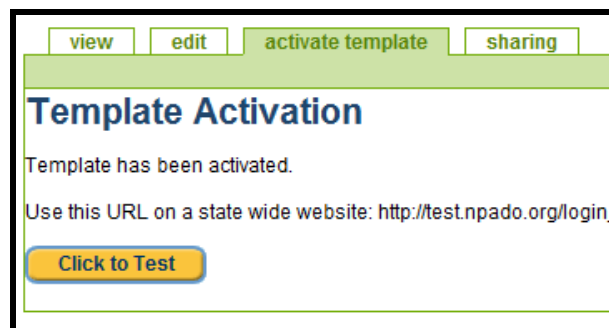 view edit activate template sharing
Template Activation
Template has been activated.
Use this URL on a state wide website: http://test.npado.org/login_
Click to Test